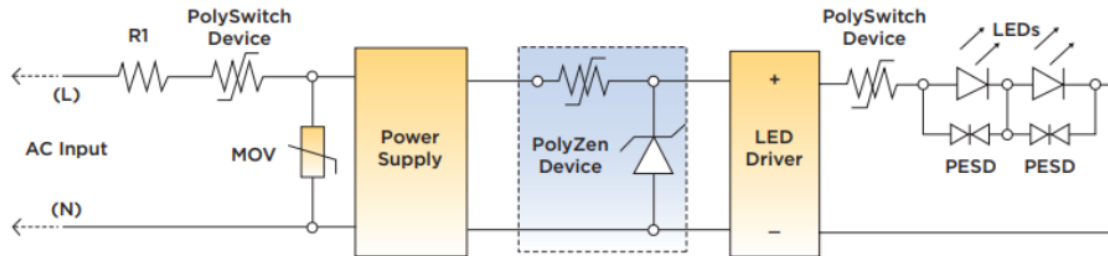 PolySwitch
Device
R1
(L)
AC Input
(N)
MOV
Power
Supply
PolyZen
Device
+
LED
Driver
–
PolySwitch
Device
LEDs
PESD
PESD